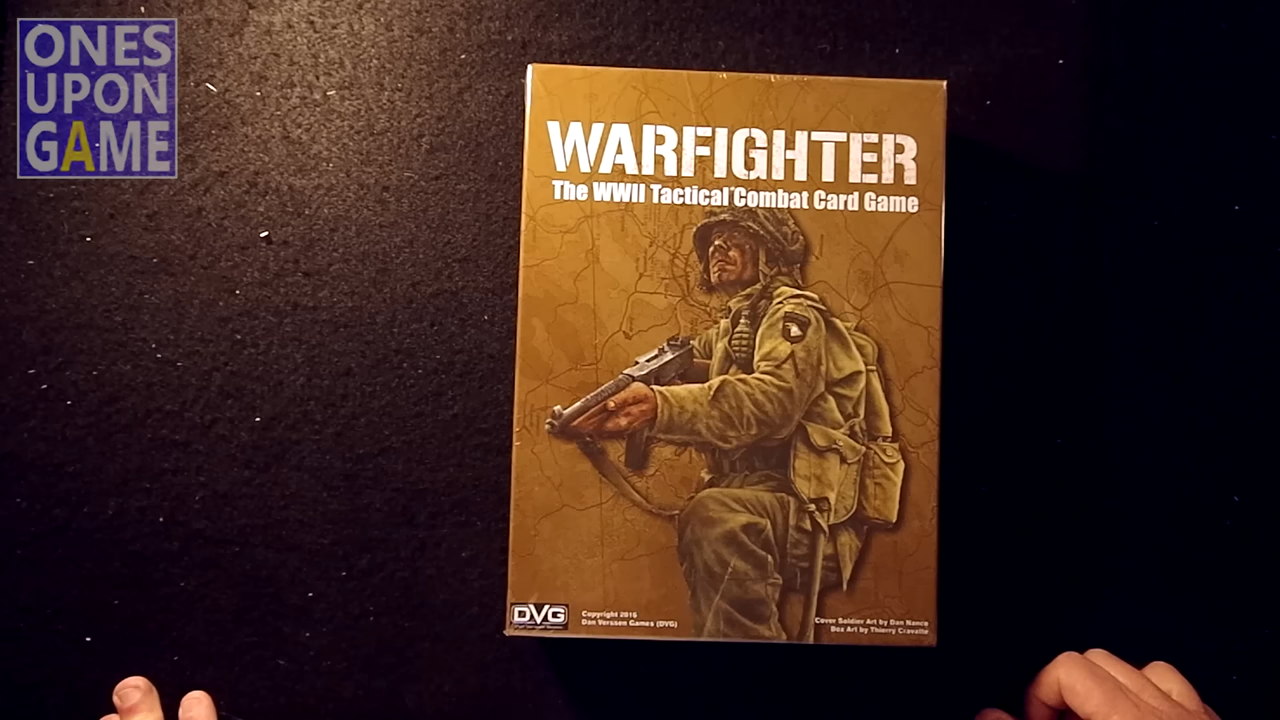 ONES
UPON
GAME
WARFIGHTER
The WWII Tactical Combat Card Game
DVG
Copyright 2016
Dan Verssen Games (DVG)
Cover Soldier Art by Dan Nance
Box Art by Thierry Cravatte